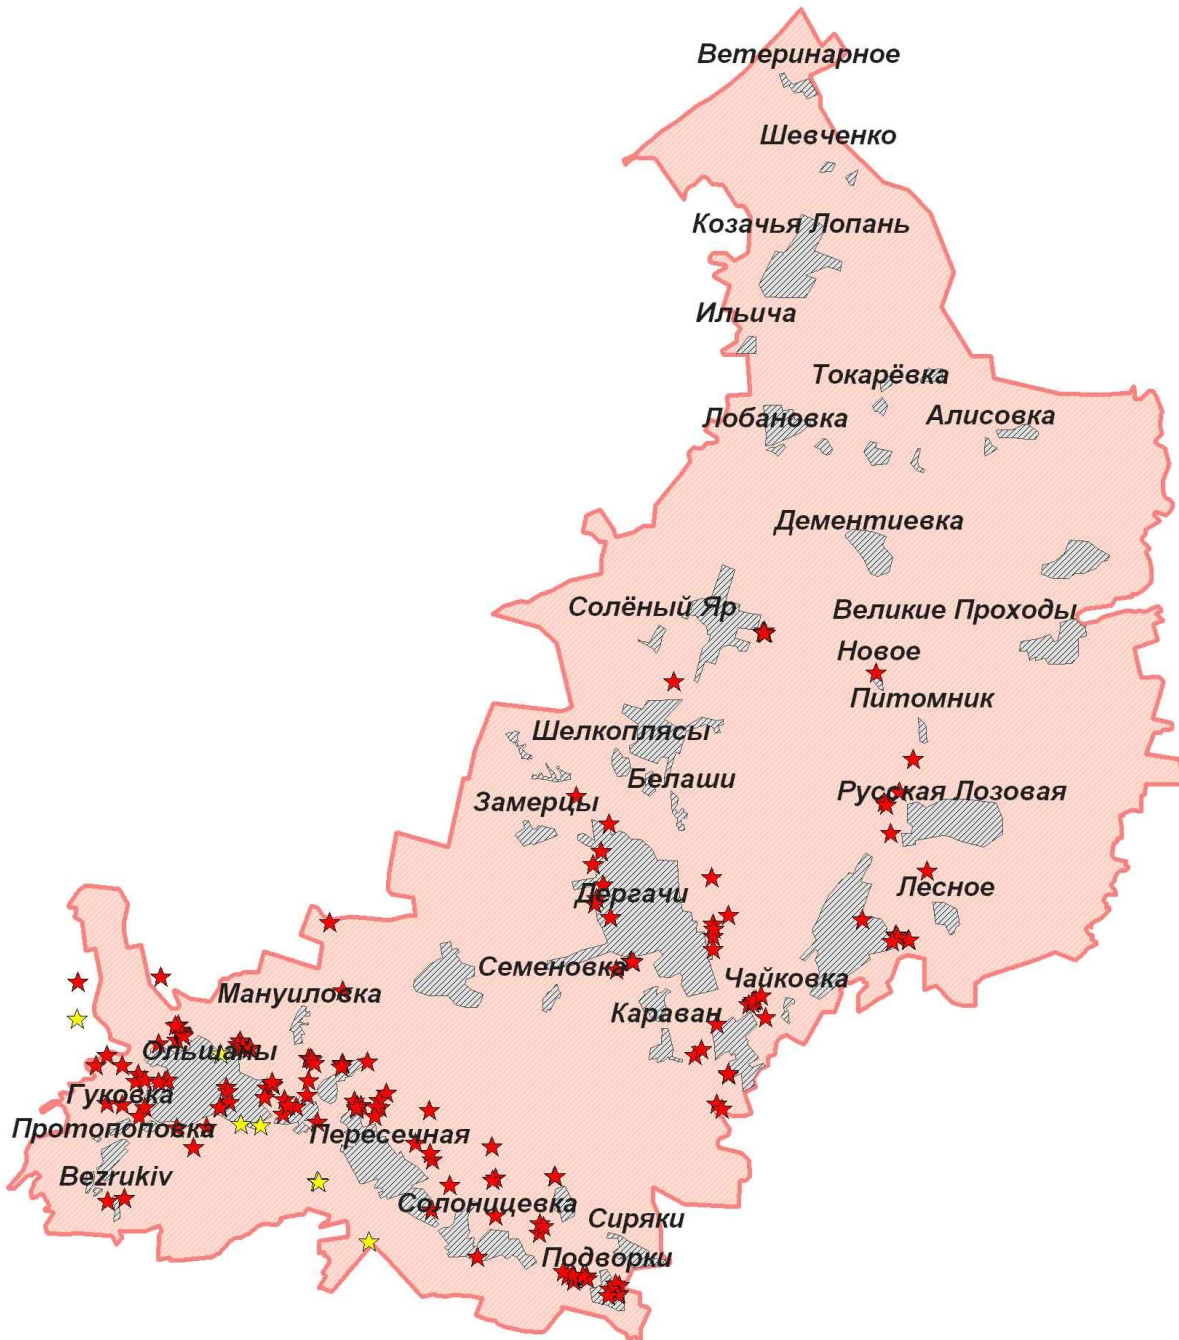 Ветеринарное
Шевченко
Козачья Лопань
Ильича
Токарёвка
Лобановка
Алисовка
Дементиевка
Солёный Яр
Великие Проходы
Новое
Питомник
Шелкоплясы
Белаши
Замерцы
Русская Лозовая
Дергачи
Лесное
Семеновка
Чайковка
Мануиловка
Караван
Ольшаны
Гуковка
Протопоповка
Пересечная
Bezrukiv
Солоницевка
Сиряки
Подворки